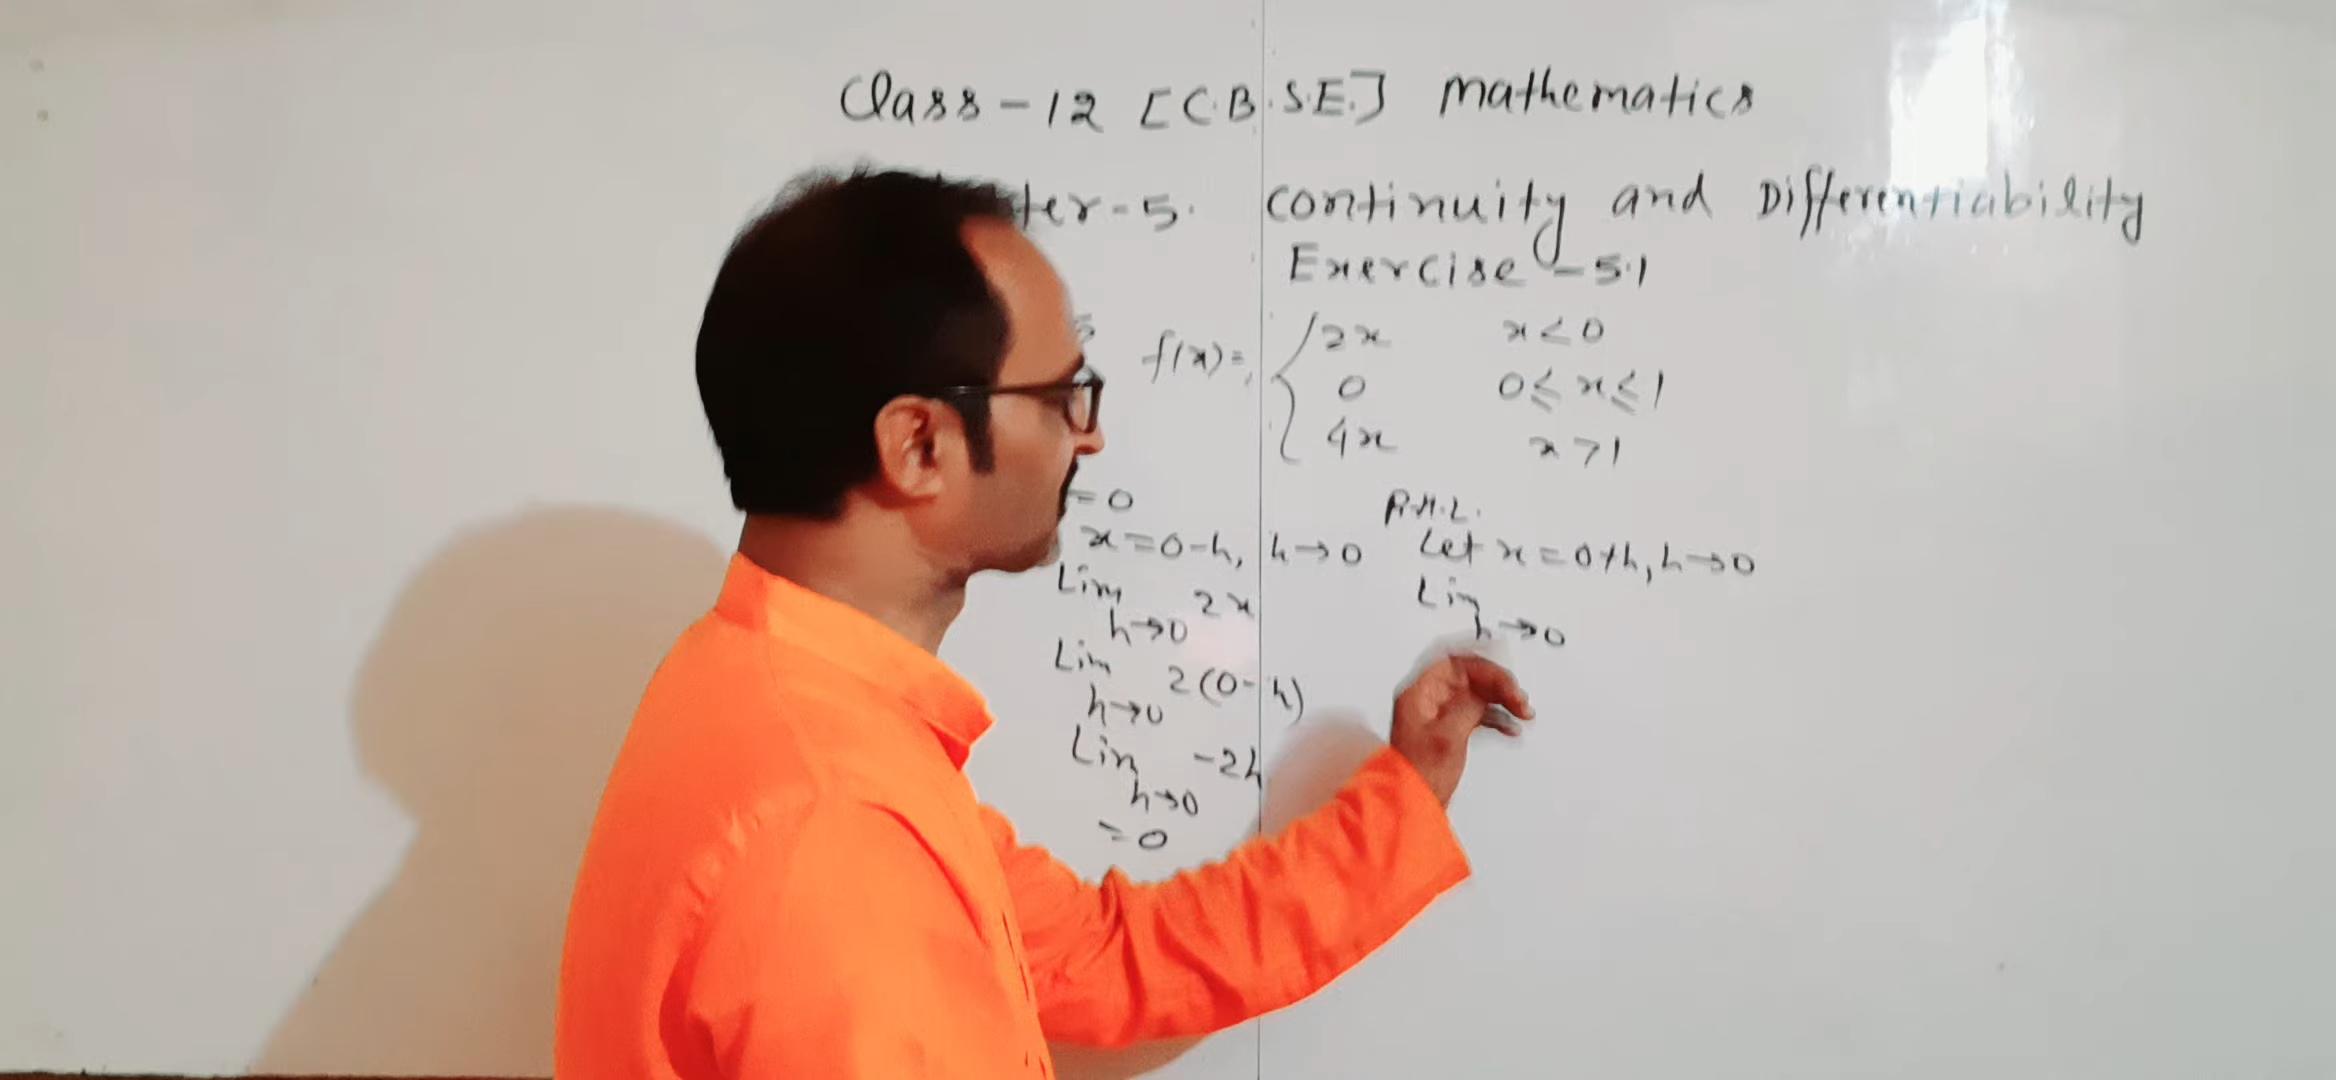 Class-12 [C.B.S.E.] Mathematics
ter-5. Continuity and Differentiability
Exercise-5.1
f(x)= { 2x x<0
0 0≤x≤1
4x x>1
=0
x=0-h, h→0
Lim h→0 2x
Lim h→0 2(0-h)
Lim h→0 -2h
=0
R.H.L.
Let x=0+h, h→0
Lim h→0